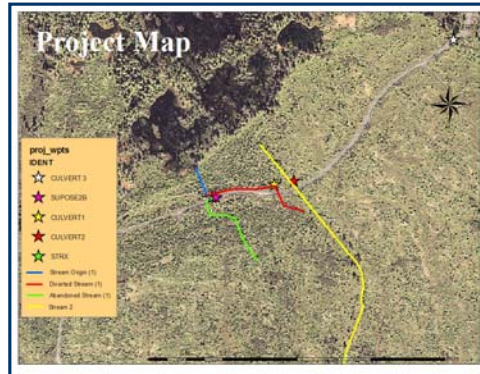 Project Map
proj_wpts
IDENT
CULVERT 3
SUPOSE2B
CULVERT1
CULVERT2
STRX
Stream Origin (1)
Diverted Stream (1)
Abandoned Stream (1)
Stream 2